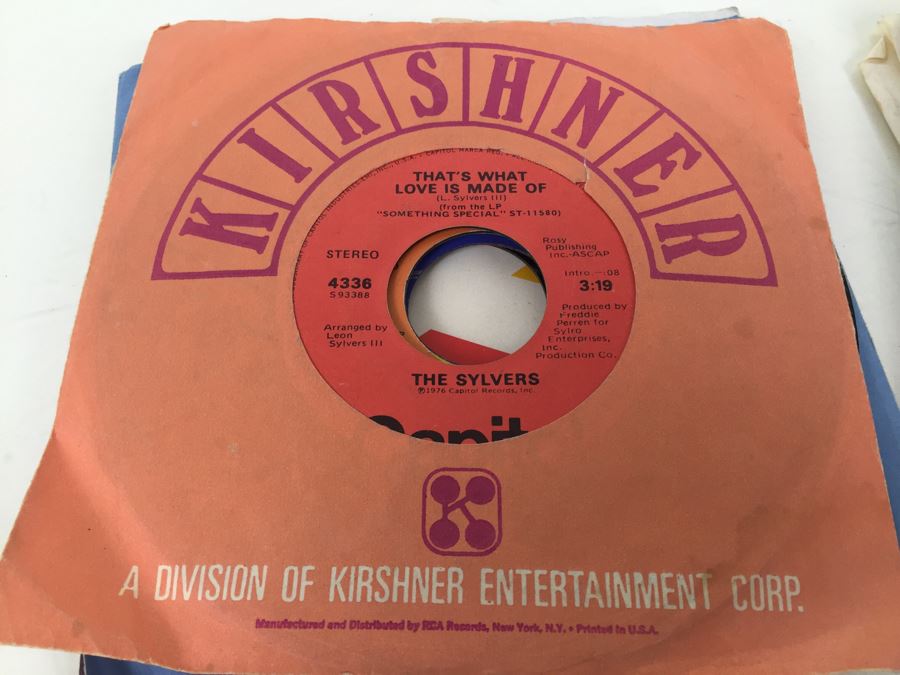 KIRSHNER
THAT'S WHAT
LOVE IS MADE OF
(L. Sylvers III)
(from the LP
"SOMETHING SPECIAL" ST-11580)
STEREO
4336
S93388
Arranged by
Leon
Sylvers III
Rosy
Publishing
Inc.-ASCAP
Intro.—:08
3:19
Produced by
Freddie
Perren for
Sylro
Enterprises,
Inc.
Production Co.
THE SYLVERS
℗1976 Capitol Records, Inc.
Capit
K
A DIVISION OF KIRSHNER ENTERTAINMENT CORP.
Manufactured and Distributed by RCA Records, New York, N.Y. • Printed in U.S.A.